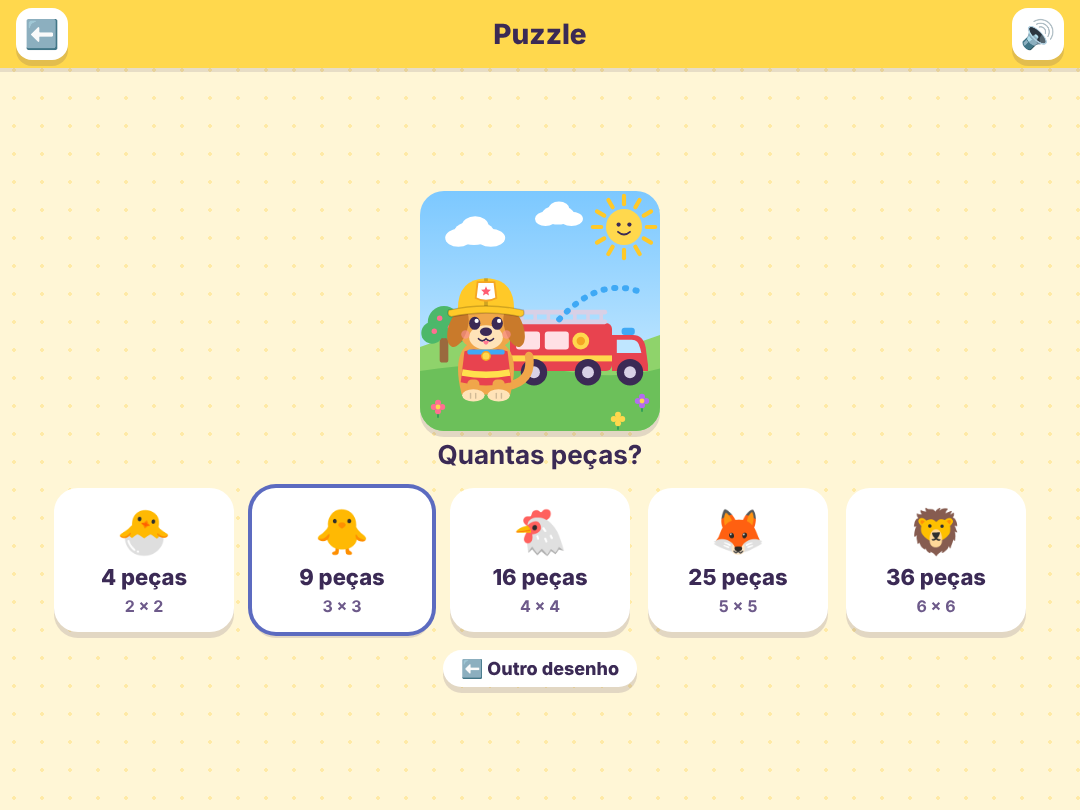 Puzzle
Quantas peças?
4 peças
2 × 2
9 peças
3 × 3
16 peças
4 × 4
25 peças
5 × 5
36 peças
6 × 6
Outro desenho